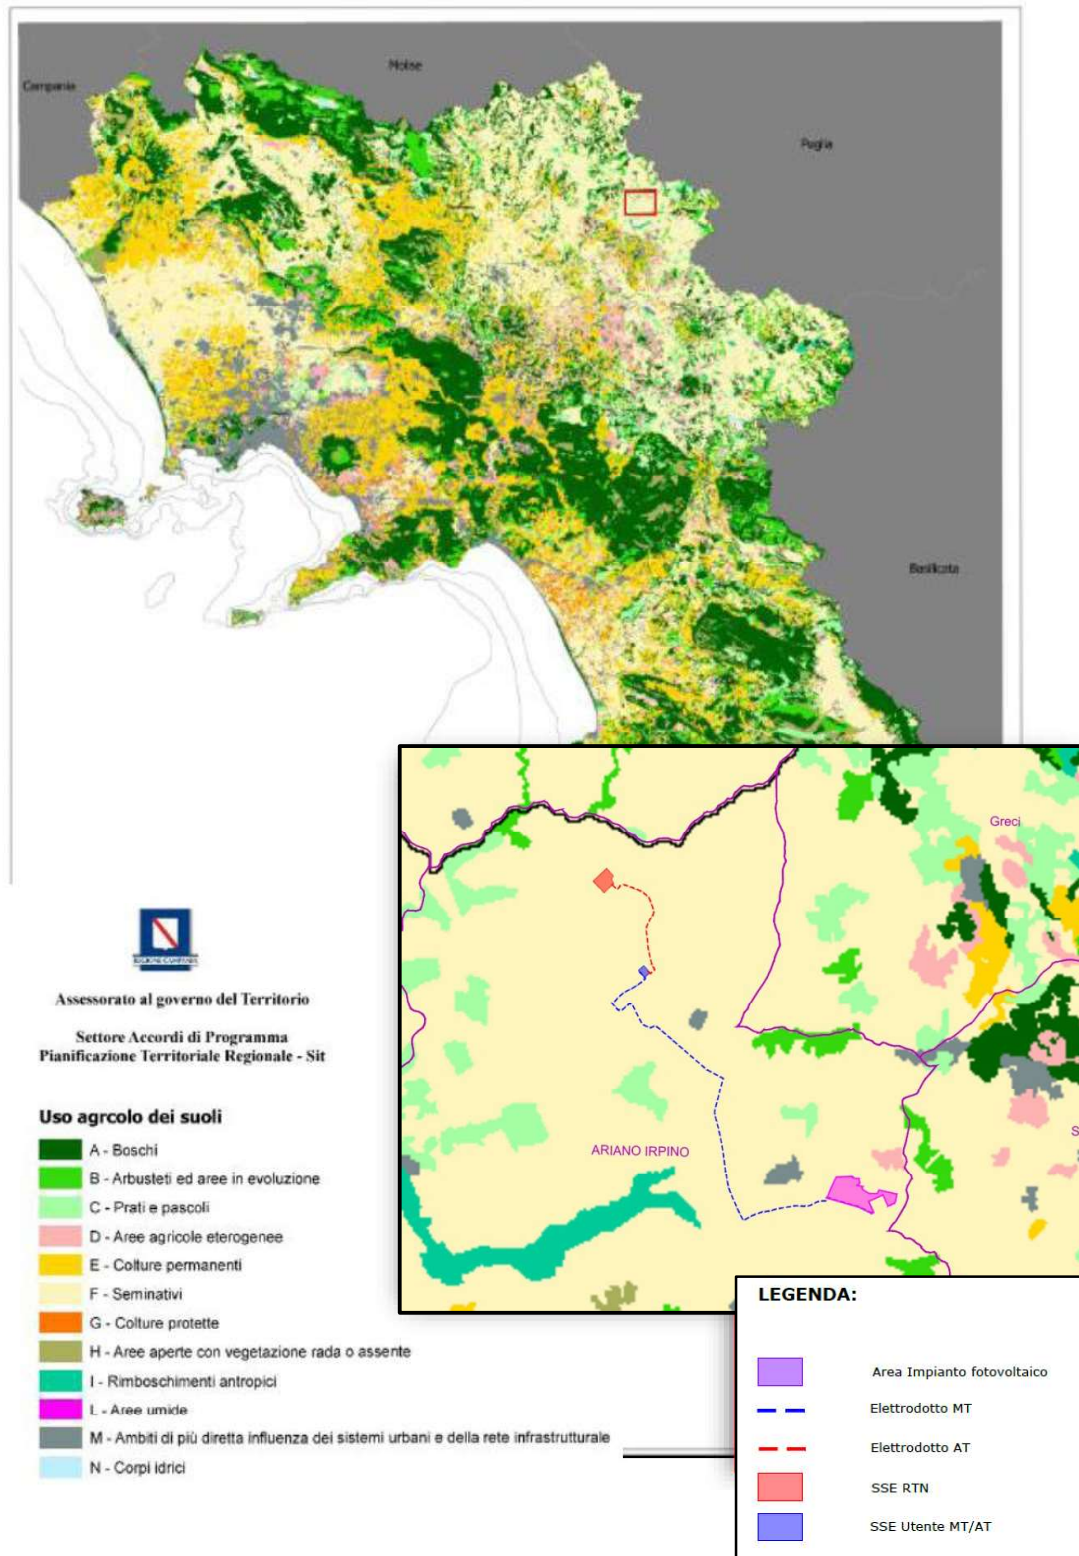 Molise
Campania
Puglia
Basilicata
Greci
ARIANO IRPINO
S
REGIONE CAMPANIA
Assessorato al governo del Territorio
Settore Accordi di Programma
Pianificazione Territoriale Regionale - Sit
Uso agrcolo dei suoli
A - Boschi
B - Arbusteti ed aree in evoluzione
C - Prati e pascoli
D - Aree agricole eterogenee
E - Colture permanenti
F - Seminativi
G - Colture protette
H - Aree aperte con vegetazione rada o assente
I - Rimboschimenti antropici
L - Aree umide
M - Ambiti di più diretta influenza dei sistemi urbani e della rete infrastrutturale
N - Corpi idrici
LEGENDA:
Area Impianto fotovoltaico
Elettrodotto MT
Elettrodotto AT
SSE RTN
SSE Utente MT/AT